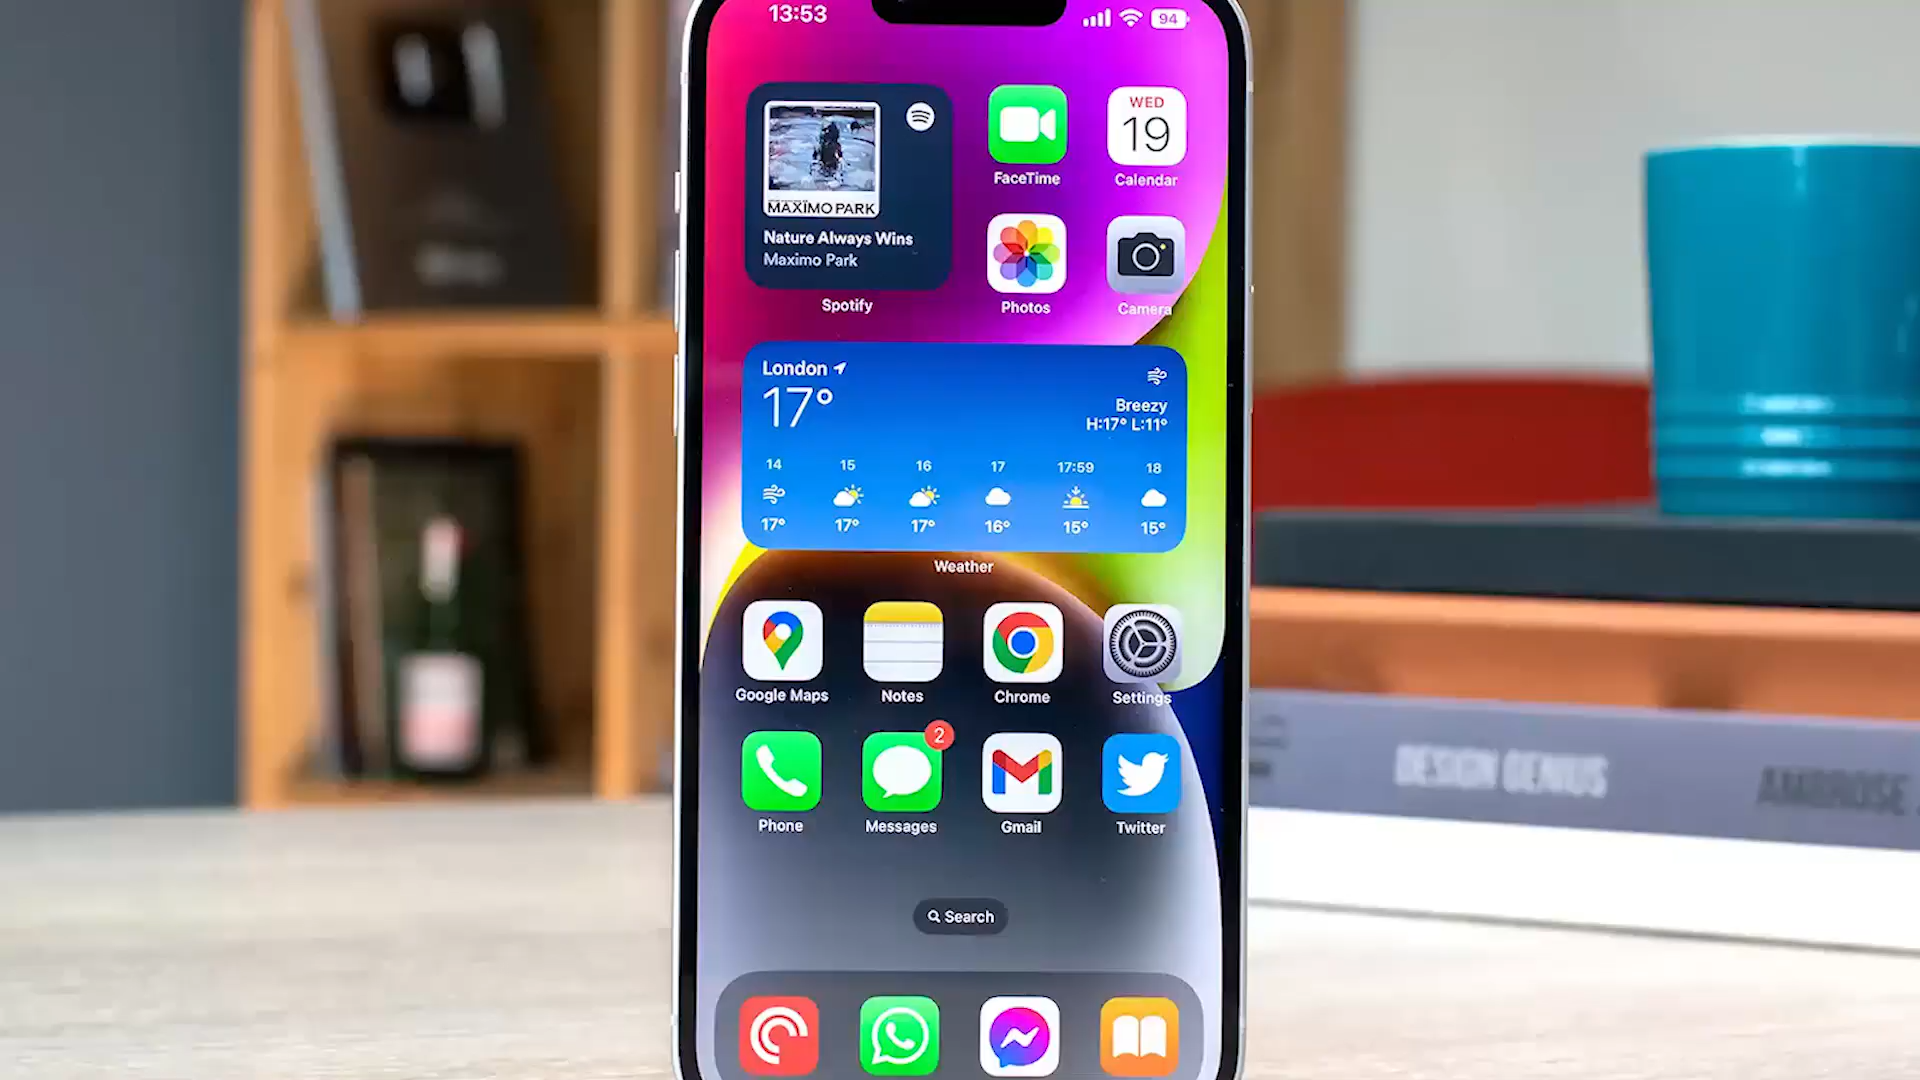 13:53
94
MAXÏMO PARK
Nature Always Wins
Maximo Park
Spotify
FaceTime
WED
19
Calendar
Photos
Camera
London
17°
Breezy
H:17° L:11°
14 15 16 17 17:59 18
17° 17° 17° 16° 15° 15°
Weather
Google Maps Notes Chrome Settings
2
Phone Messages Gmail Twitter
Search
DESIGN GENIUS
AMBROSE